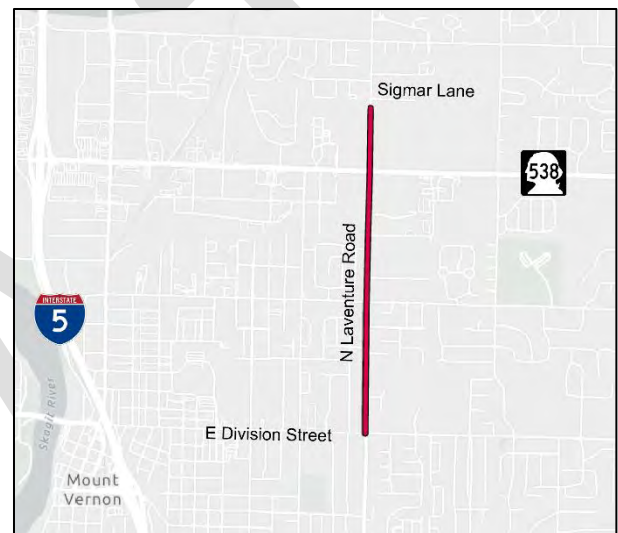 Sigmar Lane
538
N Laventure Road
INTERSTATE
5
Skagit River
E Division Street
Mount
Vernon